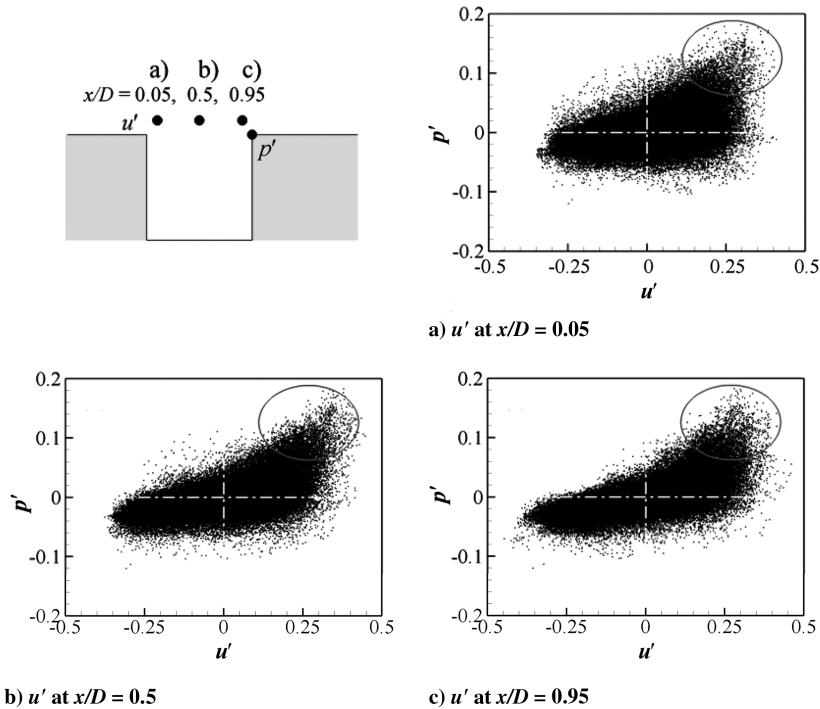 a) b) c)
x/D = 0.05, 0.5, 0.95
u'
p'
0.2
0.1
0
-0.1
-0.2
p'
-0.5 -0.25 0 0.25 0.5
u'
a) u' at x/D = 0.05
0.2
0.1
0
-0.1
-0.2
p'
-0.5 -0.25 0 0.25 0.5
u'
b) u' at x/D = 0.5
0.2
0.1
0
-0.1
-0.2
p'
-0.5 -0.25 0 0.25 0.5
u'
c) u' at x/D = 0.95